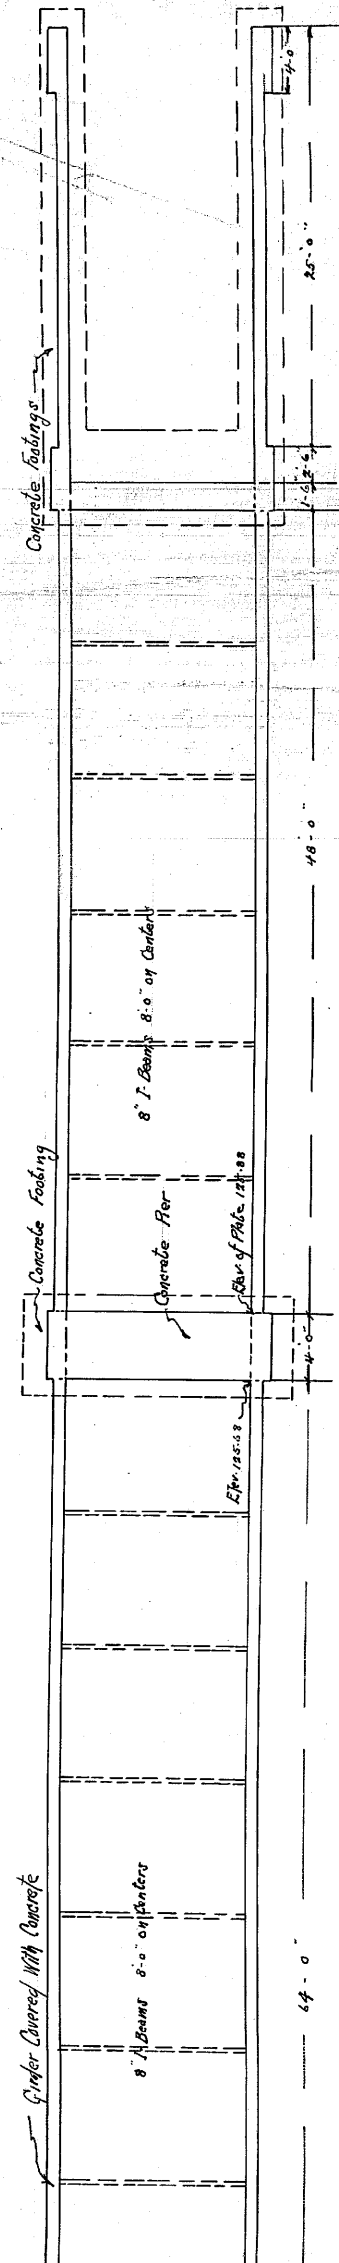 4'-0"
25'-0"
Concrete Footings
1'-6"
2'-6"
48'-0"
8" I-Beams 8'-0" on Centers
Concrete Footing
Concrete Pier
Elev. of Plate
4'-0"
Elev. 125.68
Girder Covered With Concrete
8" I-Beams 8'-0" on Centers
64'-0"